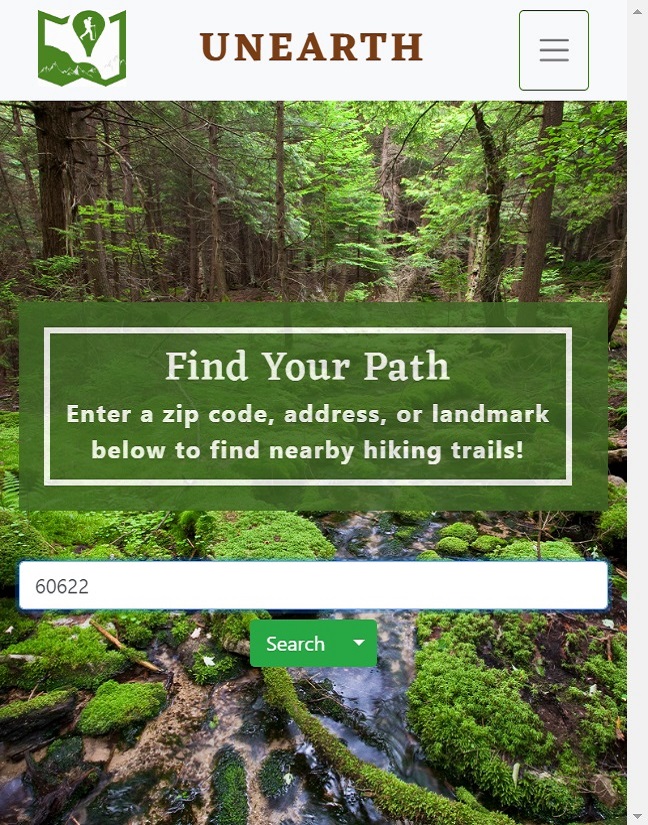 UNEARTH
Find Your Path
Enter a zip code, address, or landmark
below to find nearby hiking trails!
60622
Search